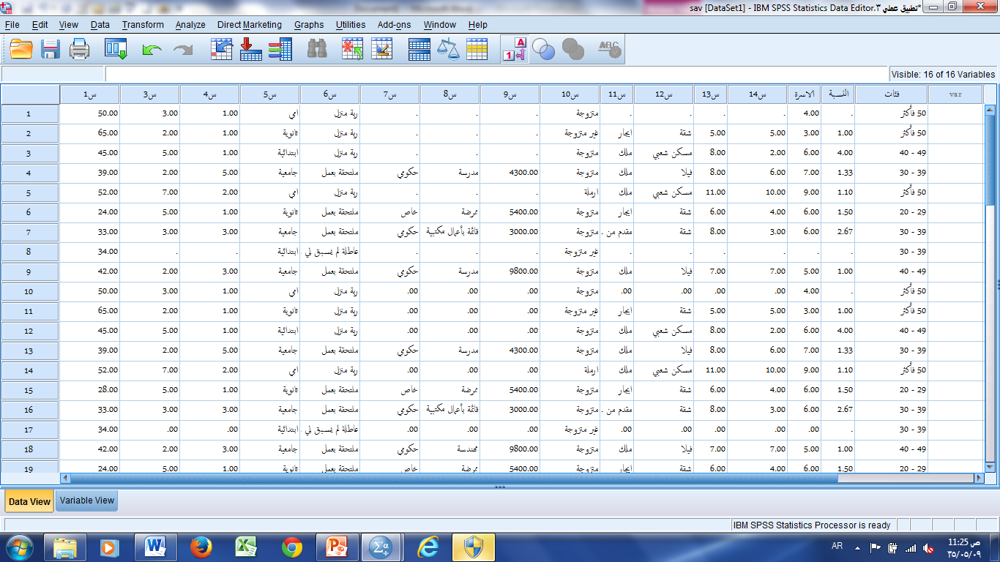 *تطبيق عملي ٣.sav [DataSet1] - IBM SPSS Statistics Data Editor
File Edit View Data Transform Analyze Direct Marketing Graphs Utilities Add-ons Window Help
Visible: 16 of 16 Variables
س1 س3 س4 س5 س6 س7 س8 س9 س10 س11 س12 س13 س14 الاسرة النسبة فئات var
1 50.00 3.00 1.00 امي ربة منزل . . . متزوجة . . . . 4.00 . 50 فأكثر
2 65.00 2.00 1.00 ثانوية ربة منزل . . . غير متزوجة ايجار شقة 5.00 5.00 3.00 1.00 50 فأكثر
3 45.00 5.00 1.00 ابتدائية ربة منزل . . . متزوجة ملك مسكن شعبي 8.00 2.00 6.00 4.00 40 - 49
4 39.00 2.00 5.00 جامعية ملتحقة بعمل حكومي مدرسة 4300.00 متزوجة ملك فيلا 8.00 6.00 7.00 1.33 30 - 39
5 52.00 7.00 2.00 امي ربة منزل . . . ارملة ملك مسكن شعبي 11.00 10.00 9.00 1.10 50 فأكثر
6 24.00 5.00 1.00 ثانوية ملتحقة بعمل خاص ممرضة 5400.00 متزوجة ايجار شقة 6.00 4.00 6.00 1.50 20 - 29
7 33.00 3.00 3.00 جامعية ملتحقة بعمل حكومي قائمة بأعمال مكتبية 3000.00 متزوجة مقدم من . شقة 8.00 3.00 6.00 2.67 30 - 39
8 34.00 . . ابتدائية عاطلة لم يسبق لي . . . . غير متزوجة . . . . . . 30 - 39
9 42.00 2.00 3.00 جامعية ملتحقة بعمل حكومي مدرسة 9800.00 متزوجة ملك فيلا 7.00 7.00 5.00 1.00 40 - 49
10 50.00 3.00 1.00 امي ربة منزل .00 .00 .00 متزوجة .00 .00 .00 .00 4.00 . 50 فأكثر
11 65.00 2.00 1.00 ثانوية ربة منزل .00 .00 .00 غير متزوجة ايجار شقة 5.00 5.00 3.00 1.00 50 فأكثر
12 45.00 5.00 1.00 ابتدائية ربة منزل .00 .00 .00 متزوجة ملك مسكن شعبي 8.00 2.00 6.00 4.00 40 - 49
13 39.00 2.00 5.00 جامعية ملتحقة بعمل حكومي مدرسة 4300.00 متزوجة ملك فيلا 8.00 6.00 7.00 1.33 30 - 39
14 52.00 7.00 2.00 امي ربة منزل .00 .00 .00 ارملة ملك مسكن شعبي 11.00 10.00 9.00 1.10 50 فأكثر
15 28.00 5.00 1.00 ثانوية ملتحقة بعمل خاص ممرضة 5400.00 متزوجة ايجار شقة 6.00 4.00 6.00 1.50 20 - 29
16 33.00 3.00 3.00 جامعية ملتحقة بعمل حكومي قائمة بأعمال مكتبية 3000.00 متزوجة مقدم من . شقة 8.00 3.00 6.00 2.67 30 - 39
17 34.00 .00 .00 ابتدائية عاطلة لم يسبق لي . .00 .00 .00 غير متزوجة .00 .00 .00 .00 .00 . 30 - 39
18 42.00 2.00 3.00 جامعية ملتحقة بعمل حكومي مهندسة 9800.00 متزوجة ملك فيلا 7.00 7.00 5.00 1.00 40 - 49
19 24.00 5.00 1.00 ثانوية ملتحقة بعمل خاص ممرضة 5400.00 متزوجة ايجار شقة 6.00 4.00 6.00 1.50 20 - 29
Data View Variable View
IBM SPSS Statistics Processor is ready
AR 11:25 ص
٣٥/٠٥/٠٩